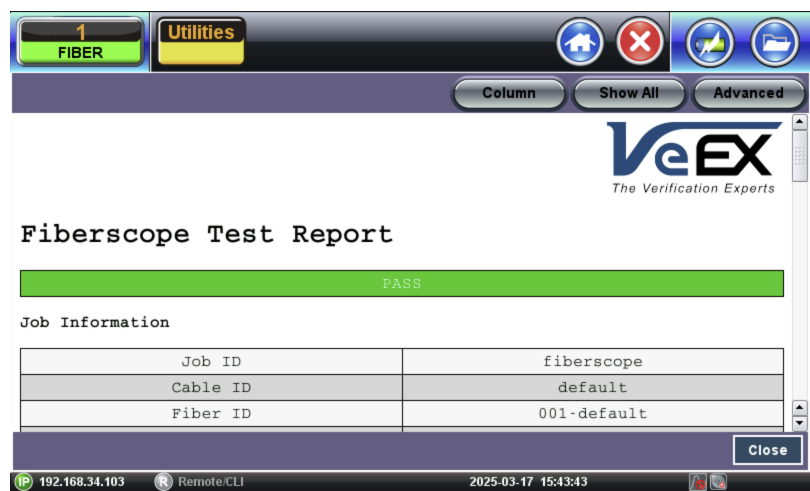 1
FIBER
Utilities
Column
Show All
Advanced
VeEX
The Verification Experts
Fiberscope Test Report
PASS
Job Information
Job ID fiberscope
Cable ID default
Fiber ID 001-default
Close
IP 192.168.34.103 R Remote/CLI 2025-03-17 15:43:43